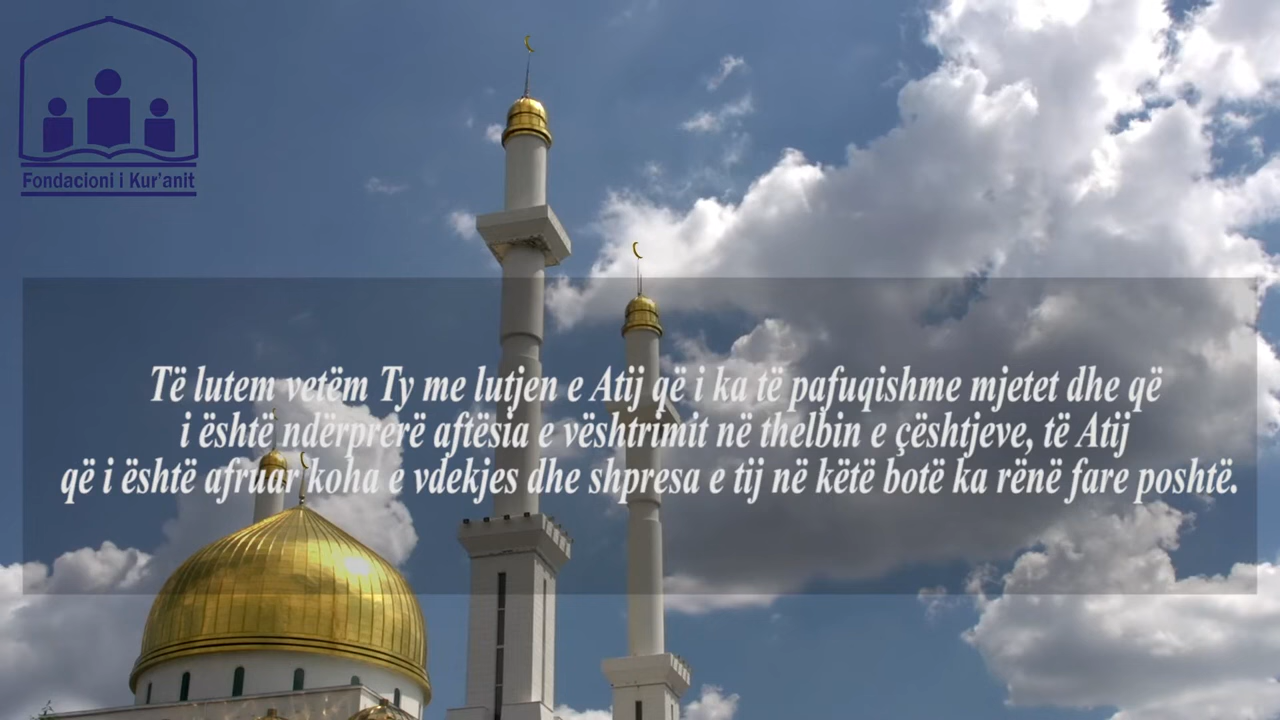 Fondacioni i Kur'anit
Të lutem vetëm Ty me lutjen e Atij që i ka të pafuqishme mjetet dhe që
i është ndërprerë aftësia e vështrimit në thelbin e çështjeve, të Atij
që i është afruar koha e vdekjes dhe shpresa e tij në këtë botë ka rënë fare poshtë.